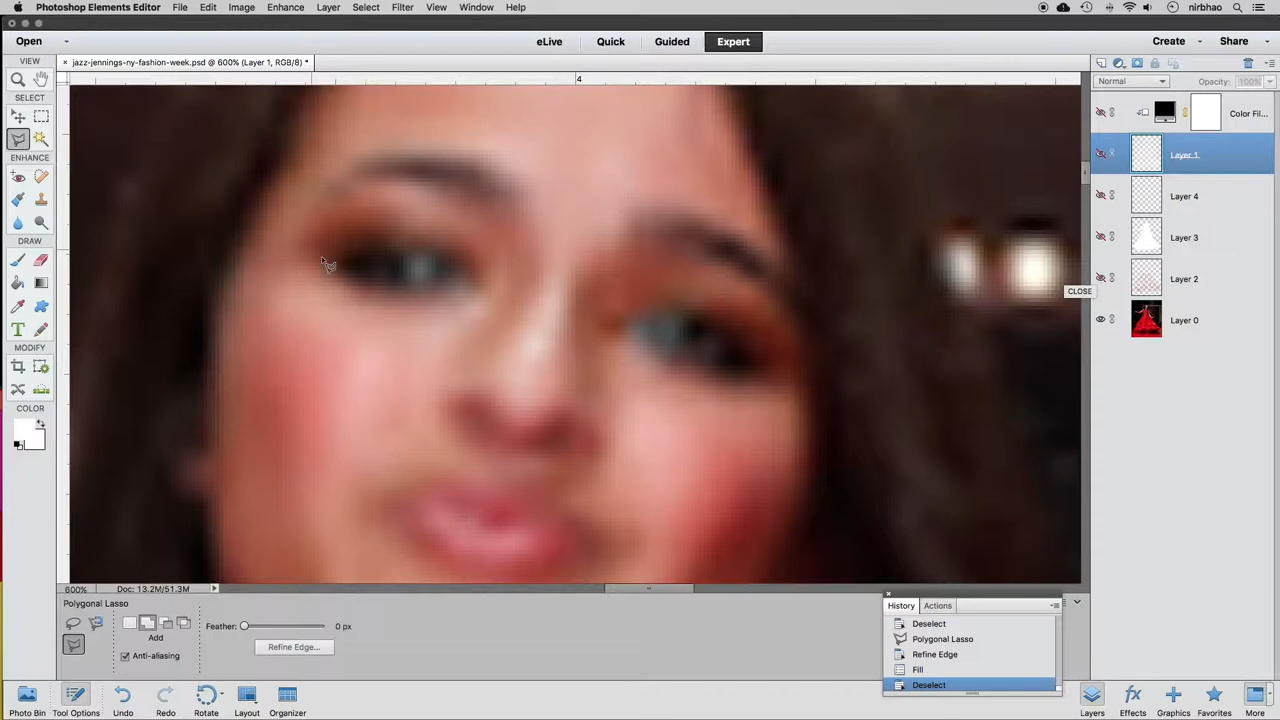 Photoshop Elements Editor File Edit Image Enhance Layer Select Filter View Window Help nirbhao
Open eLive Quick Guided Expert Create Share
× jazz-jennings-ny-fashion-week.psd @ 600% (Layer 1, RGB/8) *
VIEW
SELECT
ENHANCE
DRAW
MODIFY
COLOR
4
Normal Opacity: 100%
Color Fil...
Layer 1
Layer 4
Layer 3
CLOSE
Layer 2
Layer 0
600% Doc: 13.2M/51.3M
Polygonal Lasso
Add
Anti-aliasing
Feather: 0 px
Refine Edge...
History Actions
Deselect
Polygonal Lasso
Refine Edge
Fill
Deselect
Photo Bin Tool Options Undo Redo Rotate Layout Organizer Layers Effects Graphics Favorites More